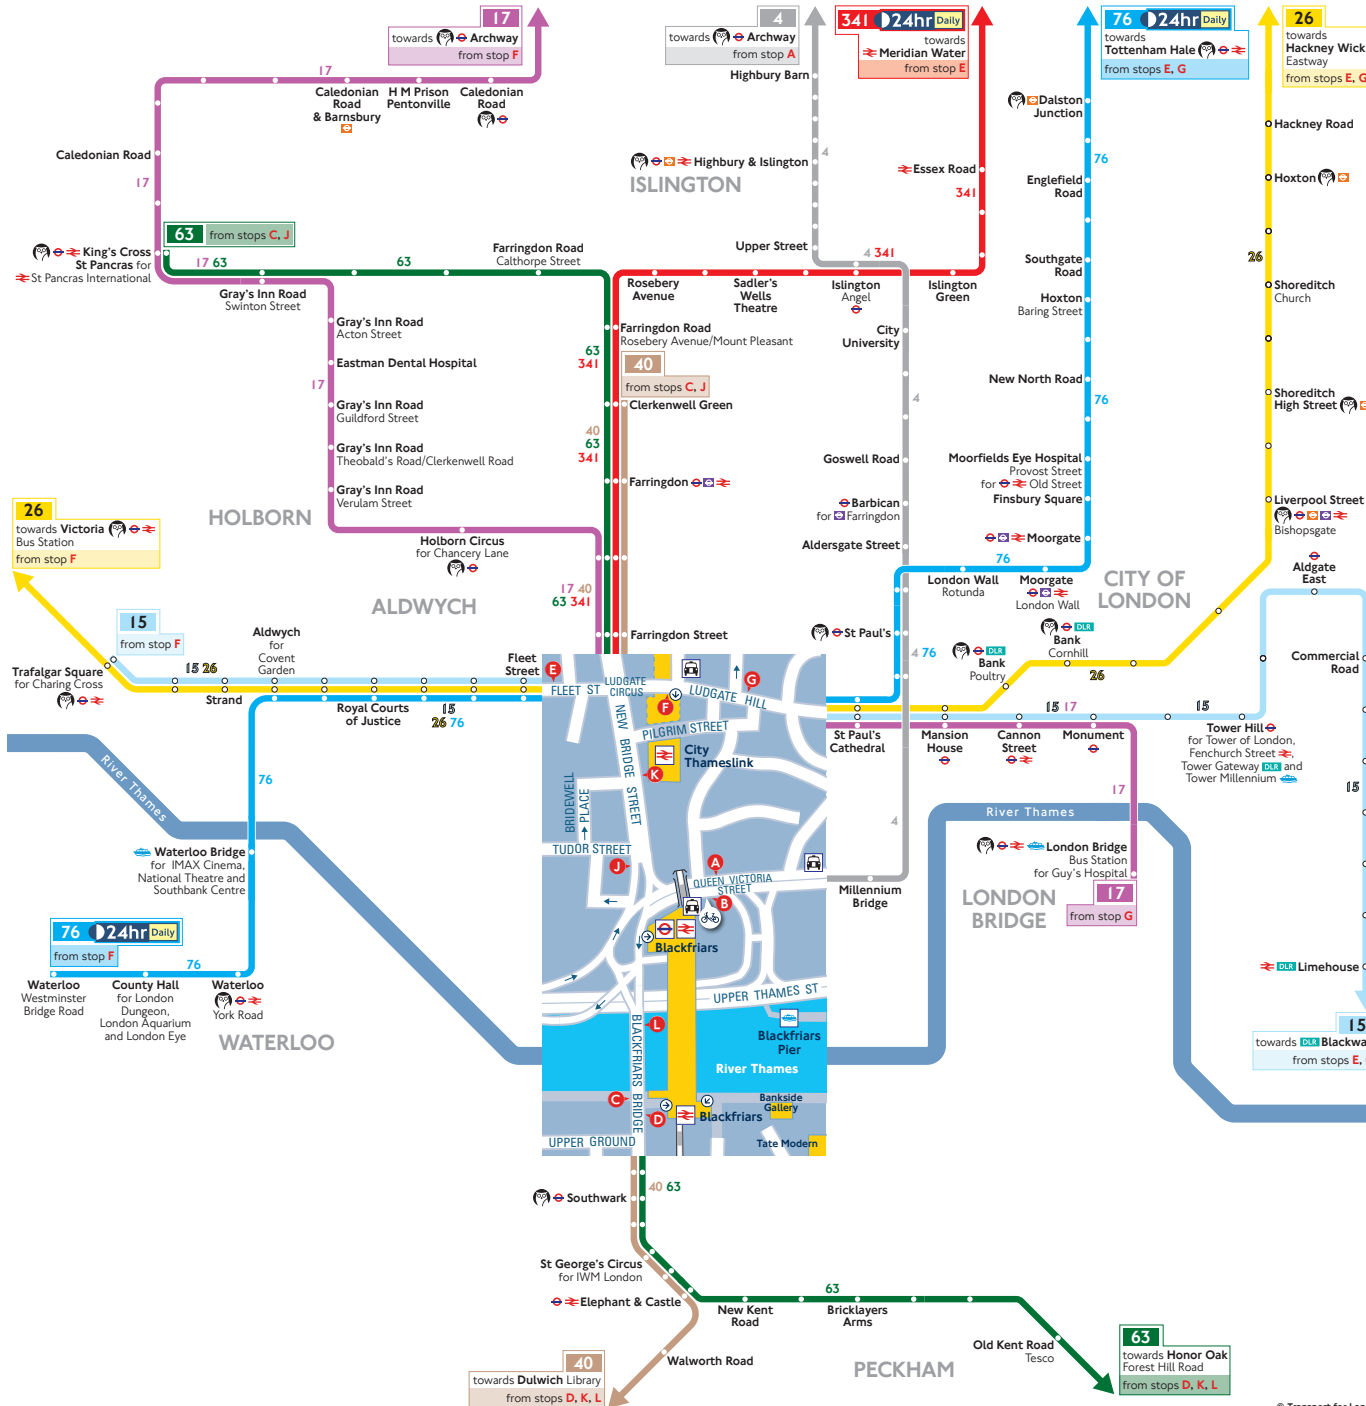 17
towards Archway
from stop F
4
towards Archway
from stop A
341 24hr Daily
towards
Meridian Water
from stop E
76 24hr Daily
towards
Tottenham Hale
from stops E, G
26
towards
Hackney Wick
Eastway
from stops E, G
17
Caledonian
Road
& Barnsbury
H M Prison
Pentonville
Caledonian
Road
Highbury Barn
Dalston
Junction
Hackney Road
Caledonian Road
17
4
Highbury & Islington
ISLINGTON
Essex Road
341
76
Englefield
Road
Hoxton
63
from stops C, J
King's Cross
St Pancras for
St Pancras International
17 63
63
Farringdon Road
Calthorpe Street
Upper Street
4 341
Southgate
Road
26
Gray's Inn Road
Swinton Street
Rosebery
Avenue
Sadler's
Wells
Theatre
Islington
Angel
Islington
Green
Hoxton
Baring Street
Shoreditch
Church
Gray's Inn Road
Acton Street
Farringdon Road
Rosebery Avenue/Mount Pleasant
City
University
Eastman Dental Hospital
63
341
40
from stops C, J
17
New North Road
Shoreditch
High Street
Gray's Inn Road
Guildford Street
Clerkenwell Green
4
76
40
63
341
Gray's Inn Road
Theobald's Road/Clerkenwell Road
Goswell Road
Moorfields Eye Hospital
Provost Street
for Old Street
Gray's Inn Road
Verulam Street
Farringdon
Barbican
for Farringdon
Finsbury Square
Liverpool Street
Bishopsgate
26
towards Victoria
Bus Station
from stop F
HOLBORN
Holborn Circus
for Chancery Lane
Aldersgate Street
Moorgate
76
London Wall
Rotunda
Moorgate
London Wall
CITY OF
LONDON
Aldgate
East
ALDWYCH
17 40
63 341
15
from stop F
Aldwych
for
Covent
Garden
Farringdon Street
St Paul's
4 76
DLR
Bank
Cornhill
DLR
Bank
Poultry
Commercial
Road
Trafalgar Square
for Charing Cross
15 26
Strand
Royal Courts
of Justice
15
26 76
Fleet
Street
E
FLEET ST
LUDGATE
CIRCUS
F
G
LUDGATE HILL
26
15 17
15
St Paul's
Cathedral
Mansion
House
Cannon
Street
Monument
Tower Hill
for Tower of London,
Fenchurch Street,
Tower Gateway DLR and
Tower Millennium
NEW BRIDGE STREET
PILGRIM STREET
City
Thameslink
K
River Thames
76
BRIDEWELL
PLACE
TUDOR STREET
J
A
QUEEN VICTORIA
STREET
B
4
17
15
River Thames
Waterloo Bridge
for IMAX Cinema,
National Theatre and
Southbank Centre
London Bridge
Bus Station
for Guy's Hospital
Millennium
Bridge
LONDON
BRIDGE
17
from stop G
76 24hr Daily
from stop F
76
Blackfriars
DLR Limehouse
Waterloo
Westminster
Bridge Road
County Hall
for London
Dungeon,
London Aquarium
and London Eye
Waterloo
York Road
WATERLOO
UPPER THAMES ST
BLACKFRIARS BRIDGE
L
Blackfriars
Pier
River Thames
15
towards DLR Blackwa
from stops E,
C
D
Blackfriars
Bankside
Gallery
UPPER GROUND
Tate Modern
40 63
Southwark
St George's Circus
for IWM London
Elephant & Castle
63
New Kent
Road
Bricklayers
Arms
Old Kent Road
Tesco
63
towards Honor Oak
Forest Hill Road
from stops D, K, L
Walworth Road
PECKHAM
40
towards Dulwich Library
from stops D, K, L